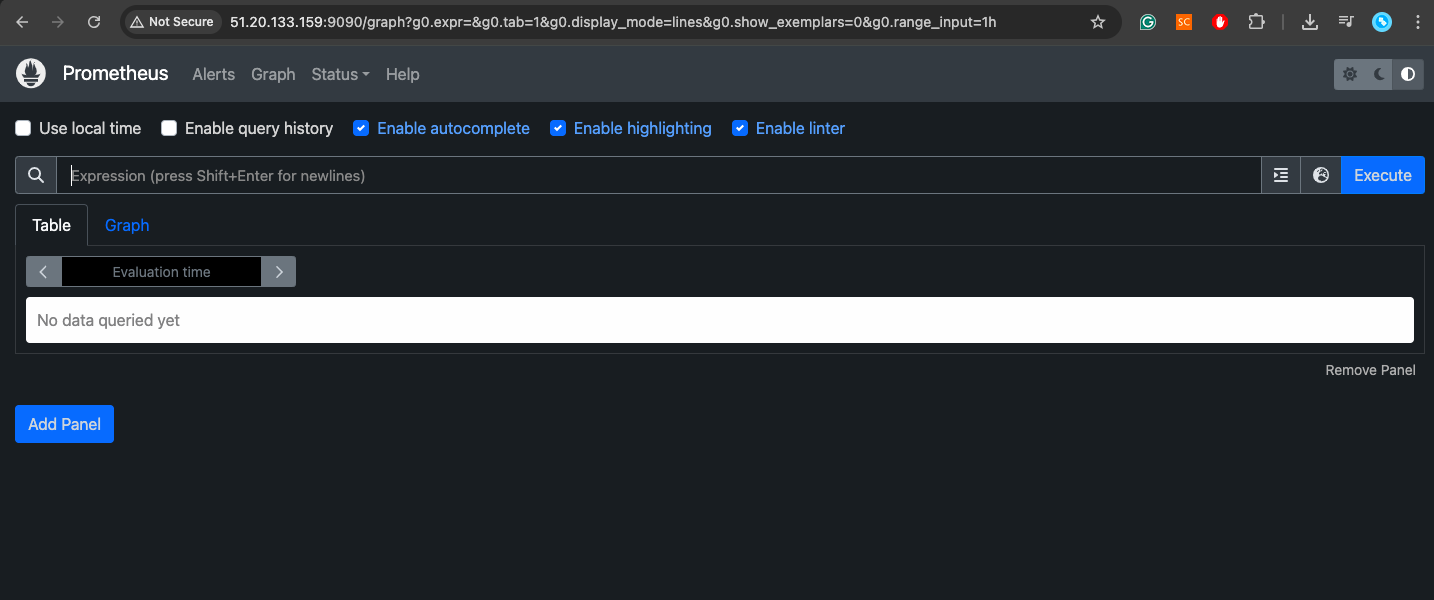 Not Secure 51.20.133.159:9090/graph?g0.expr=&g0.tab=1&g0.display_mode=lines&g0.show_exemplars=0&g0.range_input=1h SC
Prometheus Alerts Graph Status Help
Use local time Enable query history Enable autocomplete Enable highlighting Enable linter
Expression (press Shift+Enter for newlines) Execute
Table Graph
Evaluation time
No data queried yet
Remove Panel
Add Panel